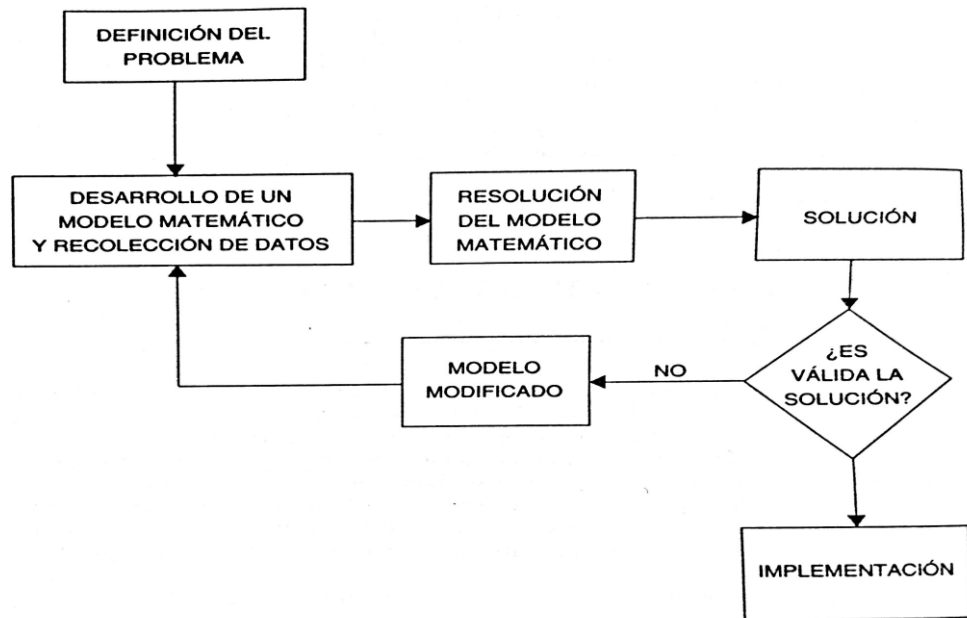 DEFINICIÓN DEL
PROBLEMA
DESARROLLO DE UN
MODELO MATEMÁTICO
Y RECOLECCIÓN DE DATOS
RESOLUCIÓN
DEL MODELO
MATEMÁTICO
SOLUCIÓN
¿ES
VÁLIDA LA
SOLUCIÓN?
NO
MODELO
MODIFICADO
IMPLEMENTACIÓN